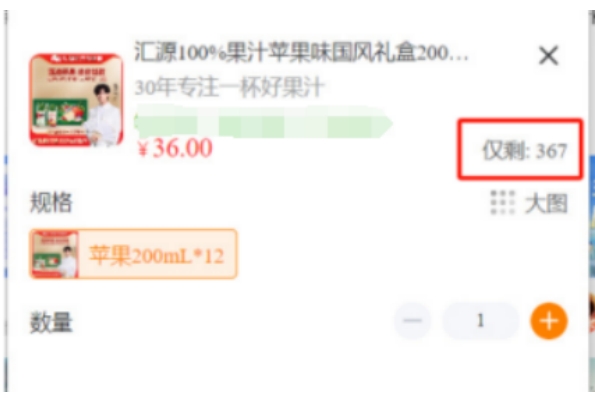 汇源100%果汁苹果味国风礼盒200...
30年专注一杯好果汁
¥36.00
仅剩: 367
规格
大图
苹果200mL*12
数量
1